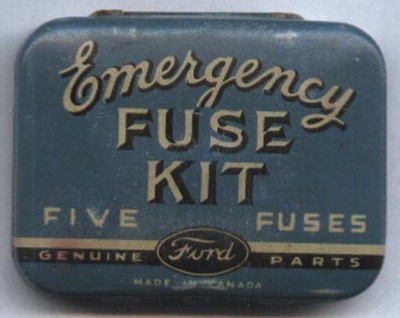 Emergency
FUSE
KIT
FIVE FUSES
GENUINE Ford PARTS
MADE IN CANADA